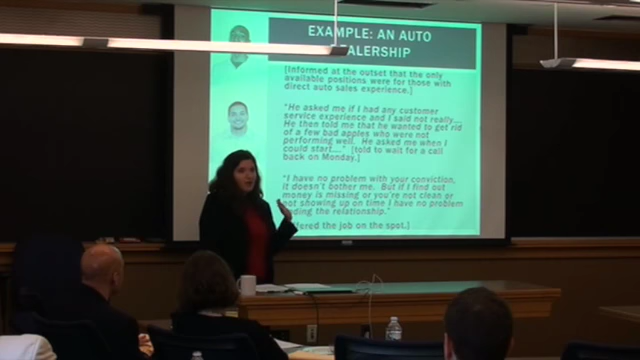 EXAMPLE: AN AUTO
ALERSHIP
[Informed at the outset that the only
available positions were for those with
direct auto sales experience.]
"He asked me if I had any customer
service experience and I said not really...
He then told me that he wanted to get rid
of a few bad apples who were not
performing well. He asked me when I
could start...." [told to wait for a call
back on Monday.]
"I have no problem with your conviction,
it doesn't bother me. But if I find out
money is missing or you're not clean or
not showing up on time I have no problem
ending the relationship."
fered the job on the spot.]